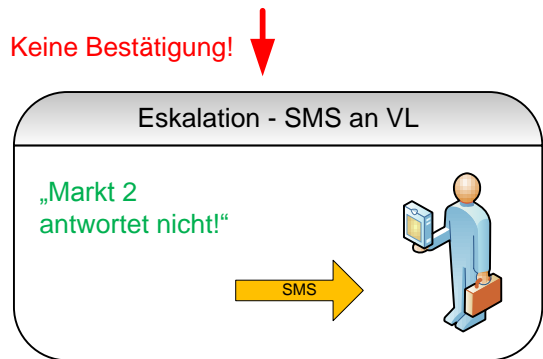 Keine Bestätigung!
Eskalation - SMS an VL
„Markt 2
antwortet nicht!“
SMS